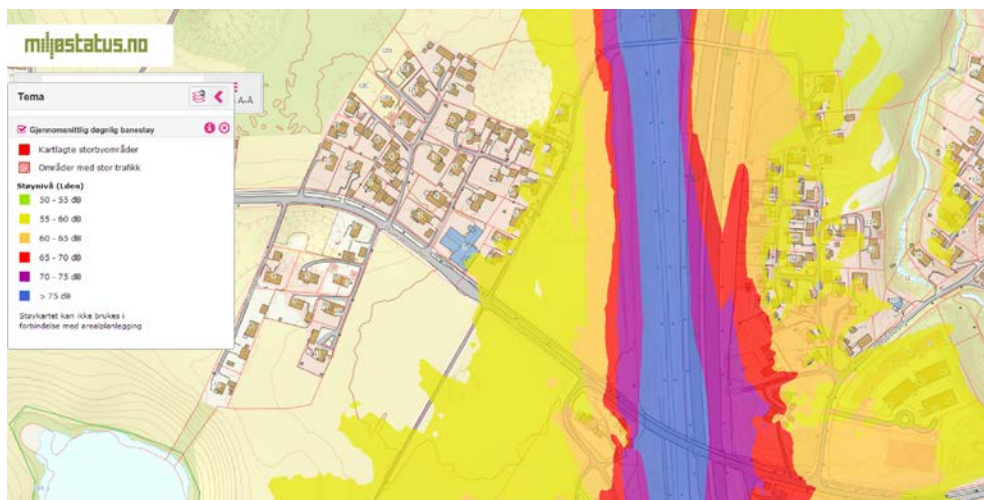 miljøstatus.no
A-Å
Tema
Gjennomsnittlig døgnlig banestøy
Kartlagte storbyområder
Områder med stor trafikk
Støynivå (Lden)
50 - 55 dB
55 - 60 dB
60 - 65 dB
65 - 70 dB
70 - 75 dB
> 75 dB
Støykartet kan ikke brukes i
forbindelse med arealplanlegging